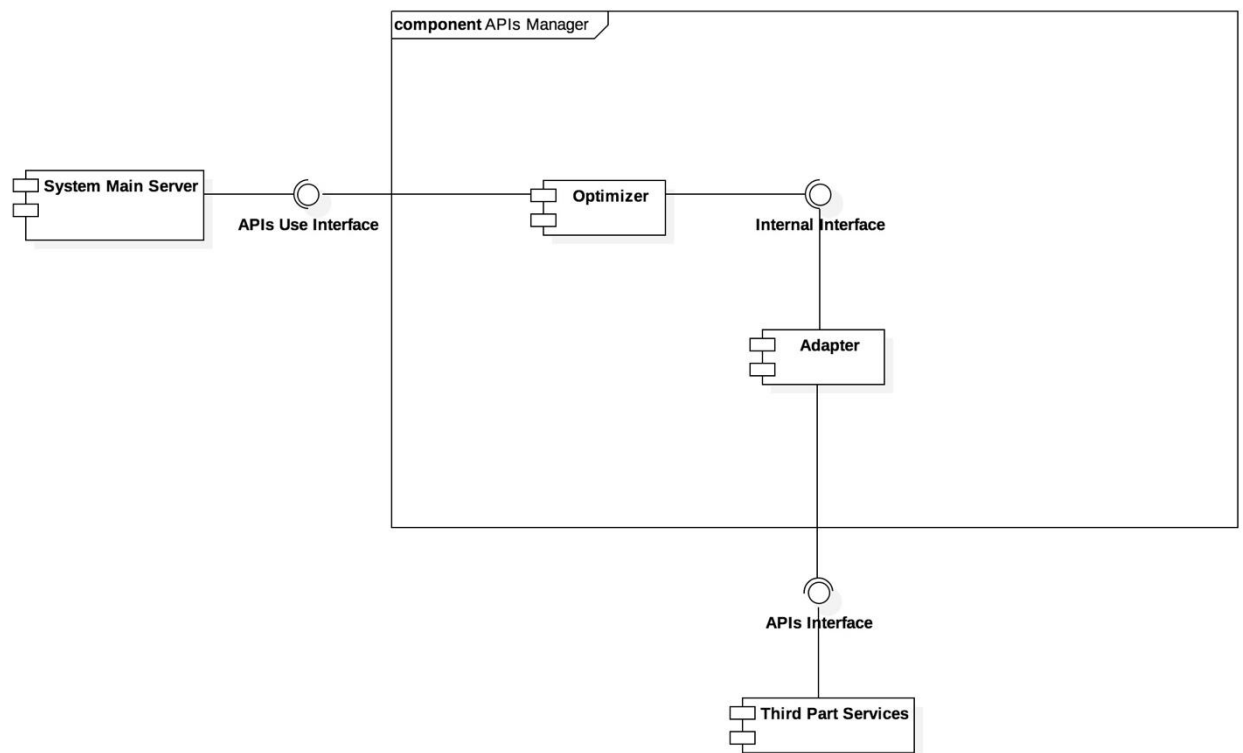 component APIs Manager
System Main Server
APIs Use Interface
Optimizer
Internal Interface
Adapter
APIs Interface
Third Part Services